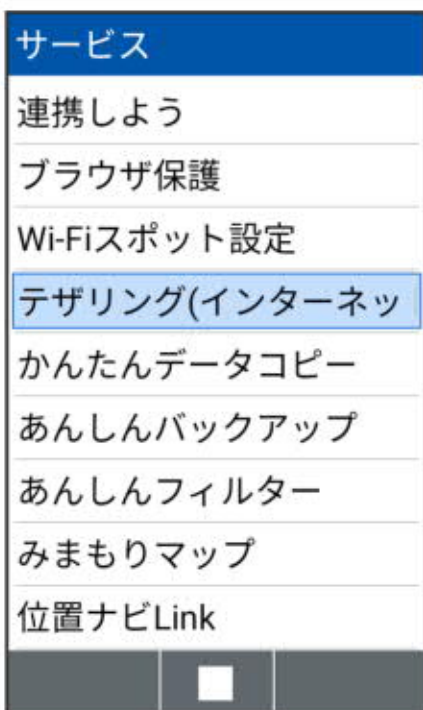 サービス
連携しよう
ブラウザ保護
Wi-Fiスポット設定
テザリング(インターネッ
かんたんデータコピー
あんしんバックアップ
あんしんフィルター
みまもりマップ
位置ナビLink